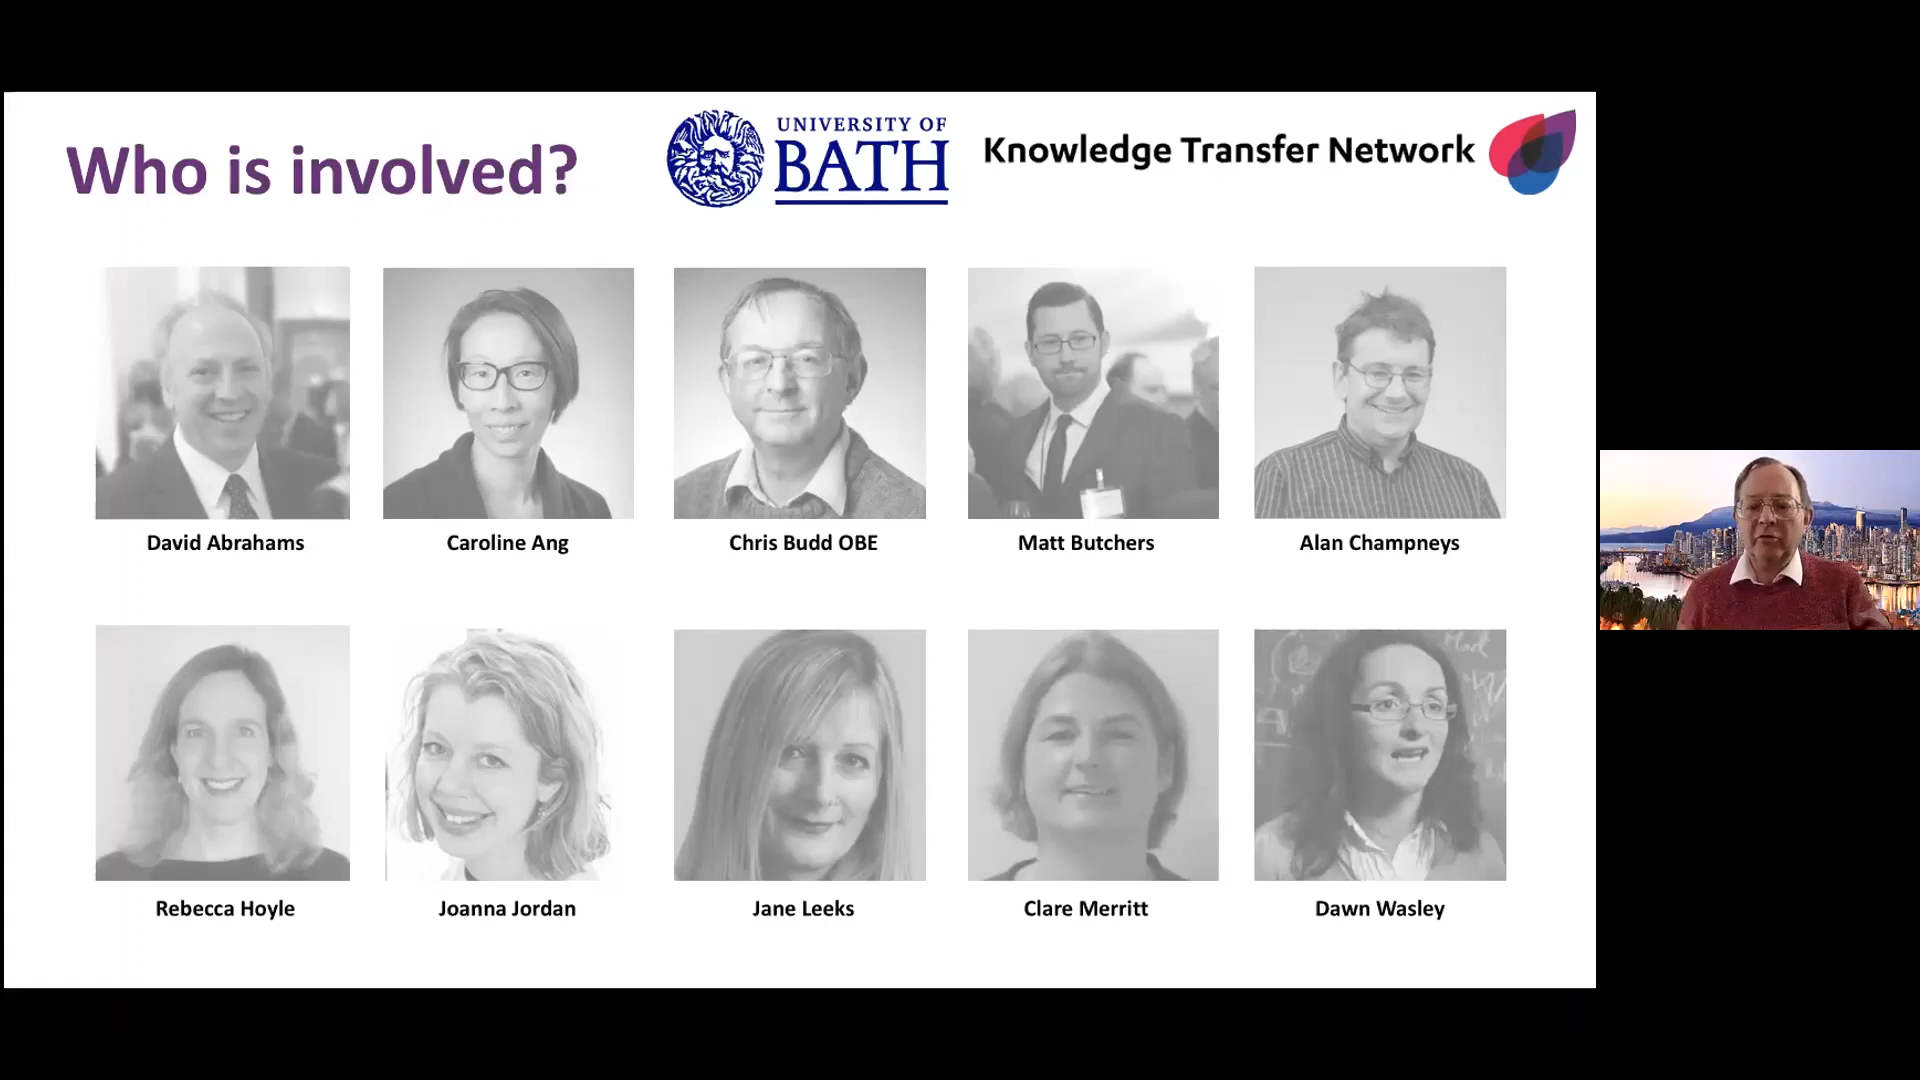 Who is involved?
UNIVERSITY OF
BATH
Knowledge Transfer Network
David Abrahams
Caroline Ang
Chris Budd OBE
Matt Butchers
Alan Champneys
Rebecca Hoyle
Joanna Jordan
Jane Leeks
Clare Merritt
Dawn Wasley